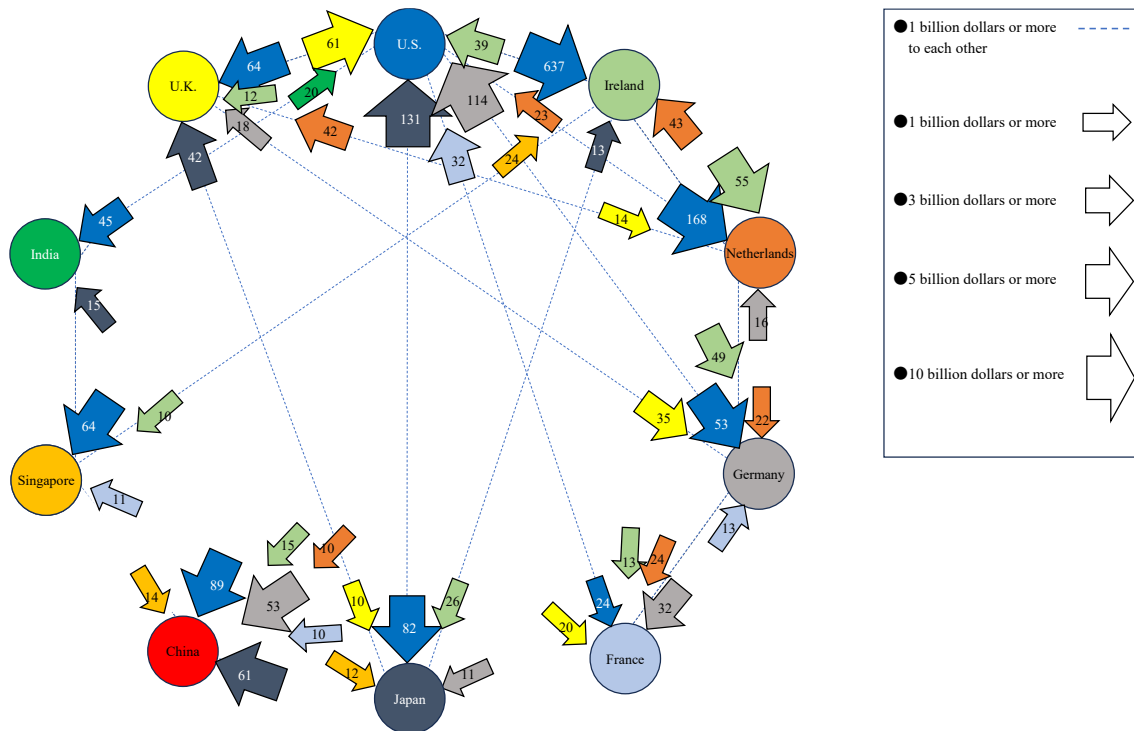 61
U.S.
39
637
64
U.K.
12
20
18
42
131
114
23
Ireland
43
32
24
13
42
55
45
14
168
India
Netherlands
15
16
49
64
10
35
53
22
Singapore
11
Germany
13
15
10
13
24
14
89
53
10
26
24
32
10
82
20
China
61
12
11
France
Japan
●1 billion dollars or more
to each other
●1 billion dollars or more
●3 billion dollars or more
●5 billion dollars or more
●10 billion dollars or more